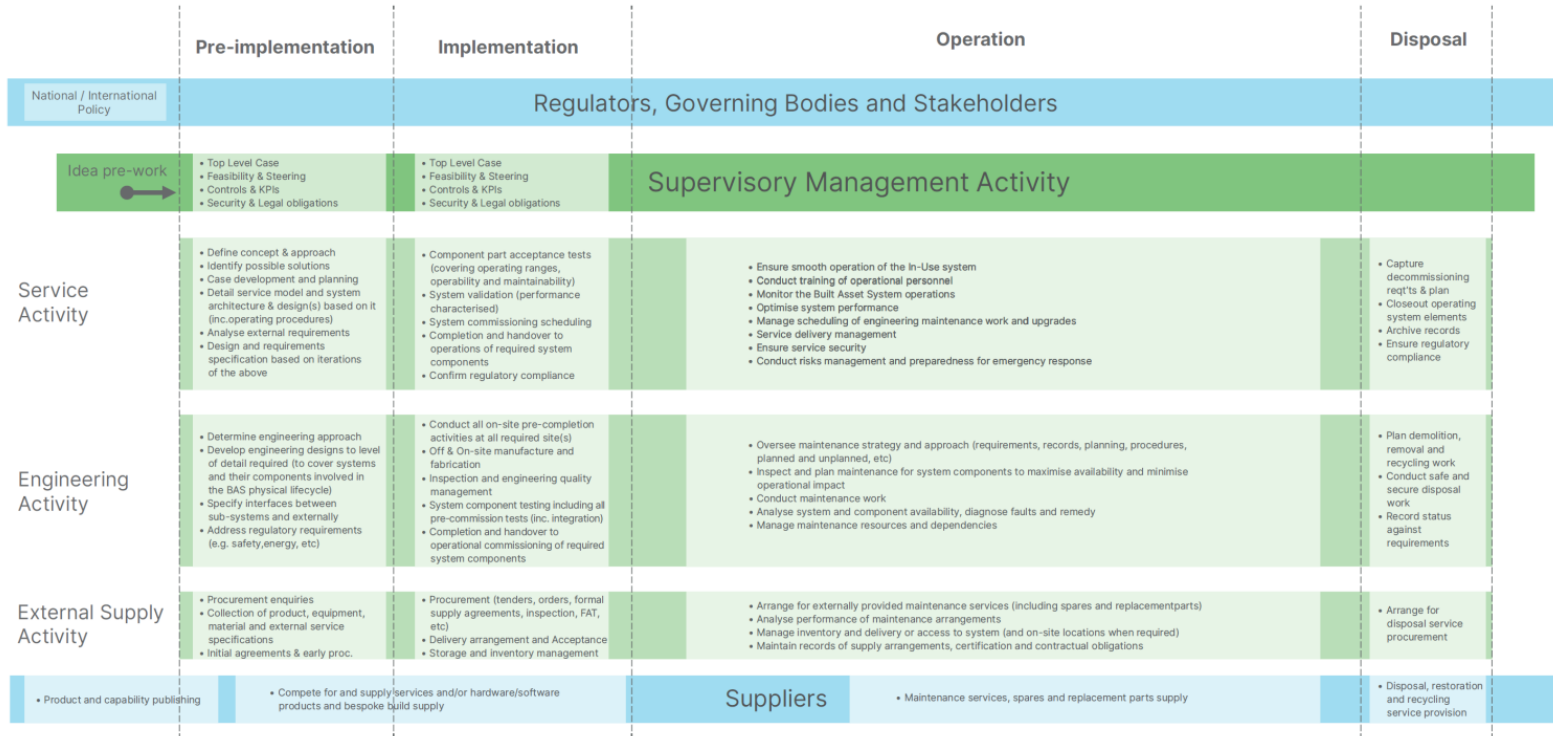 Pre-implementation
Implementation
Operation
Disposal
National / International
Policy
Regulators, Governing Bodies and Stakeholders
Idea pre-work
• Top Level Case
• Feasibility & Steering
• Controls & KPIs
• Security & Legal obligations
• Top Level Case
• Feasibility & Steering
• Controls & KPIs
• Security & Legal obligations
Supervisory Management Activity
Service
Activity
• Define concept & approach
• Identify possible solutions
• Case development and planning
• Detail service model and system
architecture & design(s) based on it
(inc.operating procedures)
• Analyse external requirements
• Design and requirements
specification based on iterations
of the above
• Component part acceptance tests
(covering operating ranges,
operability and maintainability)
• System validation (performance
characterised)
• System commissioning scheduling
• Completion and handover to
operations of required system
components
• Confirm regulatory compliance
• Ensure smooth operation of the In-Use system
• Conduct training of operational personnel
• Monitor the Built Asset System operations
• Optimise system performance
• Manage scheduling of engineering maintenance work and upgrades
• Service delivery management
• Ensure service security
• Conduct risks management and preparedness for emergency response
• Capture
decommissioning
reqt'ts & plan
• Closeout operating
system elements
• Archive records
• Ensure regulatory
compliance
Engineering
Activity
• Determine engineering approach
• Develop engineering designs to level
of detail required (to cover systems
and their components involved in
the BAS physical lifecycle)
• Specify interfaces between
sub-systems and externally
• Address regulatory requirements
(e.g. safety,energy, etc)
• Conduct all on-site pre-completion
activities at all required site(s)
• Off & On-site manufacture and
fabrication
• Inspection and engineering quality
management
• System component testing including all
pre-commission tests (inc. integration)
• Completion and handover to
operational commissioning of required
system components
• Oversee maintenance strategy and approach (requirements, records, planning, procedures,
planned and unplanned, etc)
• Inspect and plan maintenance for system components to maximise availability and minimise
operational impact
• Conduct maintenance work
• Analyse system and component availability, diagnose faults and remedy
• Manage maintenance resources and dependencies
• Plan demolition,
removal and
recycling work
• Conduct safe and
secure disposal
work
• Record status
against
requirements
External Supply
Activity
• Procurement enquiries
• Collection of product, equipment,
material and external service
specifications
• Initial agreements & early proc.
• Procurement (tenders, orders, formal
supply agreements, inspection, FAT,
etc)
• Delivery arrangement and Acceptance
• Storage and inventory management
• Arrange for externally provided maintenance services (including spares and replacementparts)
• Analyse performance of maintenance arrangements
• Manage inventory and delivery or access to system (and on-site locations when required)
• Maintain records of supply arrangements, certification and contractual obligations
• Arrange for
disposal service
procurement
• Product and capability publishing
• Compete for and supply services and/or hardware/software
products and bespoke build supply
Suppliers
• Maintenance services, spares and replacement parts supply
• Disposal, restoration
and recycling
service provision